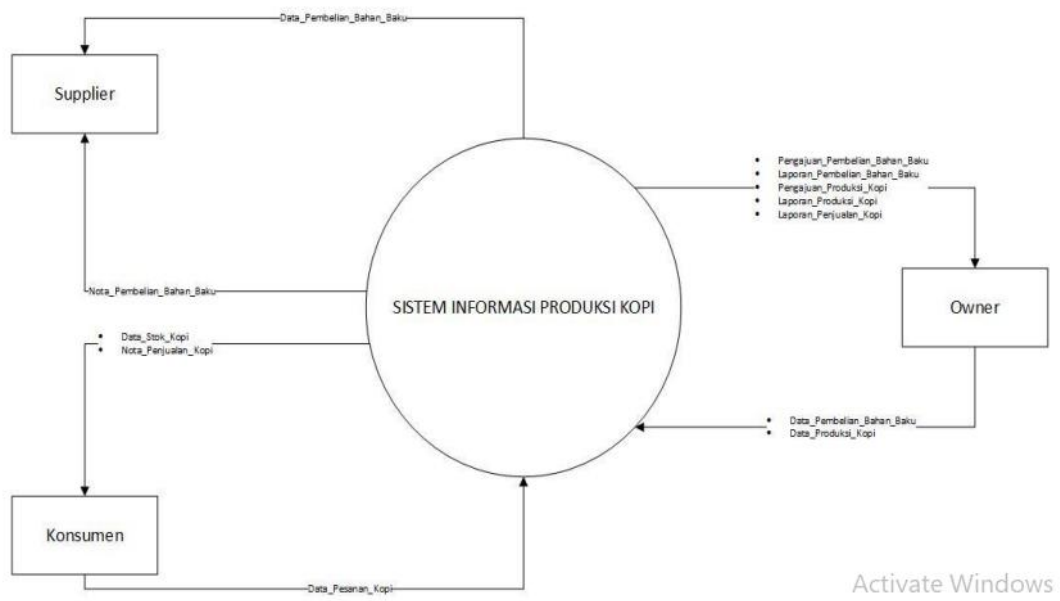 Data_Pembelian_Bahan_Baku
Supplier
• Pengajuan_Pembelian_Bahan_Baku
• Laporan_Pembelian_Bahan_Baku
• Pengajuan_Produksi_Kopi
• Laporan_Produksi_Kopi
• Laporan_Penjualan_Kopi
Nota_Pembelian_Bahan_Baku
SISTEM INFORMASI PRODUKSI KOPI
Owner
• Data_Stok_Kopi
• Nota_Penjualan_Kopi
• Data_Pembelian_Bahan_Baku
• Data_Produksi_Kopi
Konsumen
Data_Pesanan_Kopi
Activate Windows